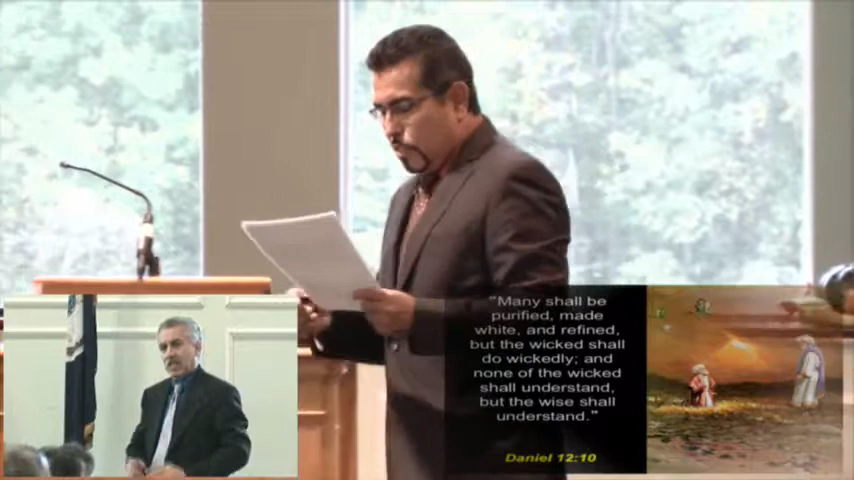 "Many shall be
purified, made
white, and refined,
but the wicked shall
do wickedly; and
none of the wicked
shall understand,
but the wise shall
understand."
Daniel 12:10